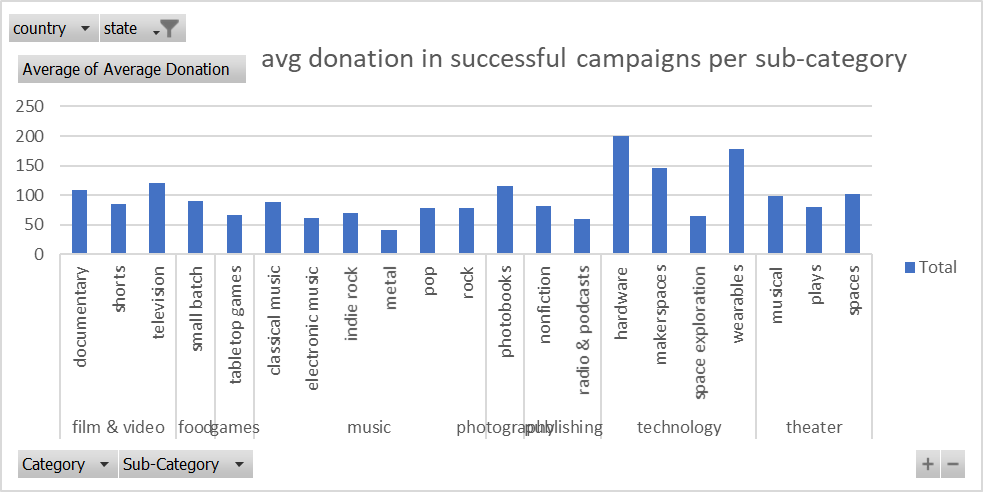 country state
Average of Average Donation
avg donation in successful campaigns per sub-category
250
200
150
100
50
0
documentary
shorts
television
small batch
tabletop games
classical music
electronic music
indie rock
metal
pop
rock
photobooks
nonfiction
radio & podcasts
hardware
makerspaces
space exploration
wearables
musical
plays
spaces
film & video food games music photography publishing technology theater
Total
Category Sub-Category
+ −